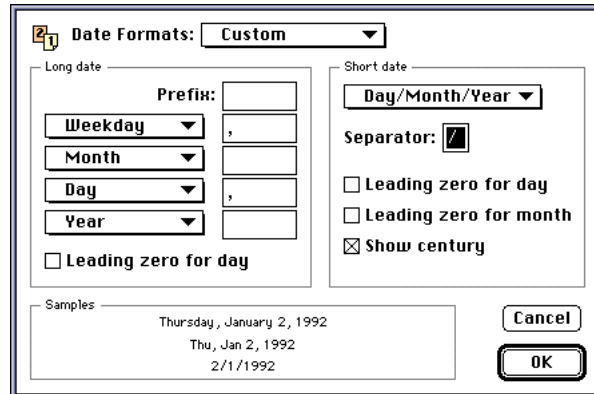 2 1 Date Formats: Custom
Long date
Prefix:
Weekday ,
Month
Day ,
Year
Leading zero for day
Short date
Day/Month/Year
Separator: /
Leading zero for day
Leading zero for month
Show century
Samples
Thursday, January 2, 1992
Thu, Jan 2, 1992
2/1/1992
Cancel
OK